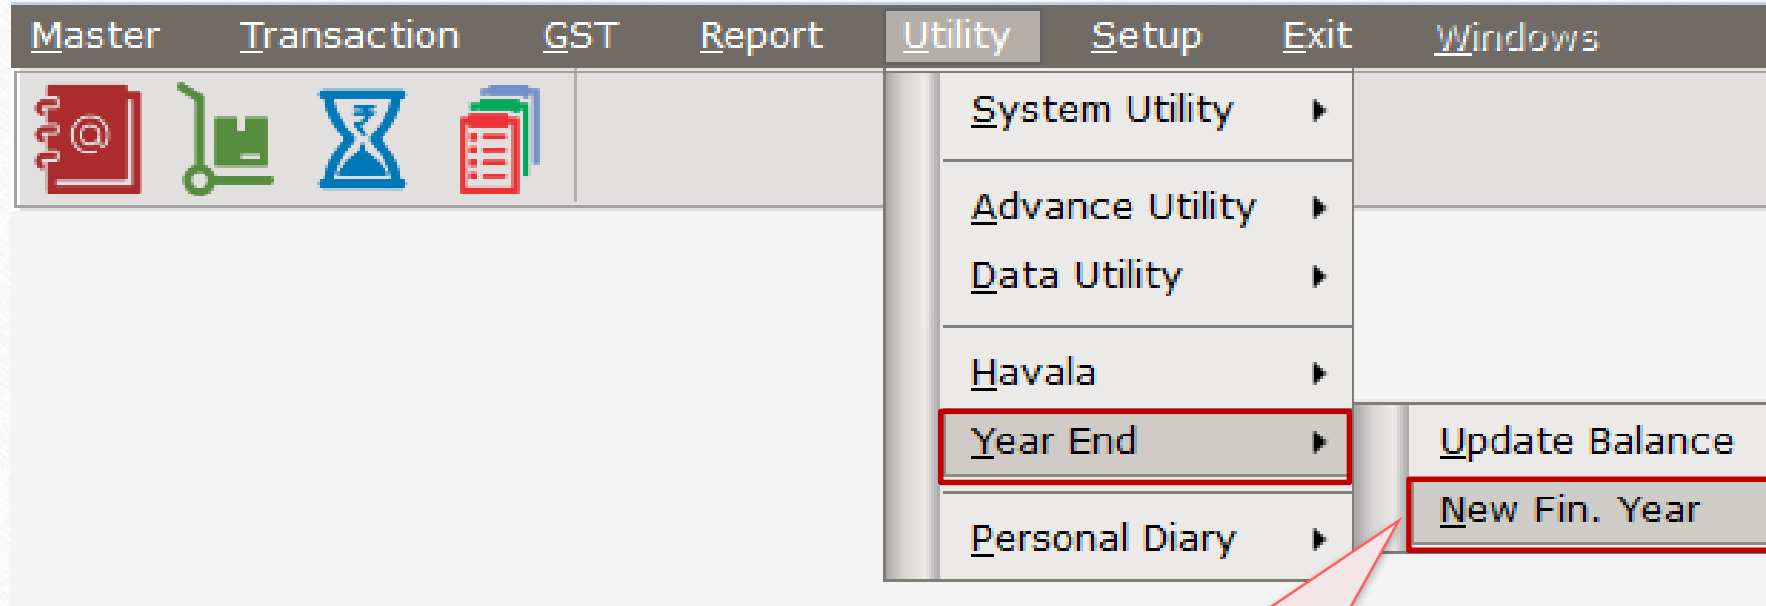 Master Transaction GST Report Utility Setup Exit Windows
@
₹
System Utility
Advance Utility
Data Utility
Havala
Year End
Update Balance
New Fin. Year
Personal Diary